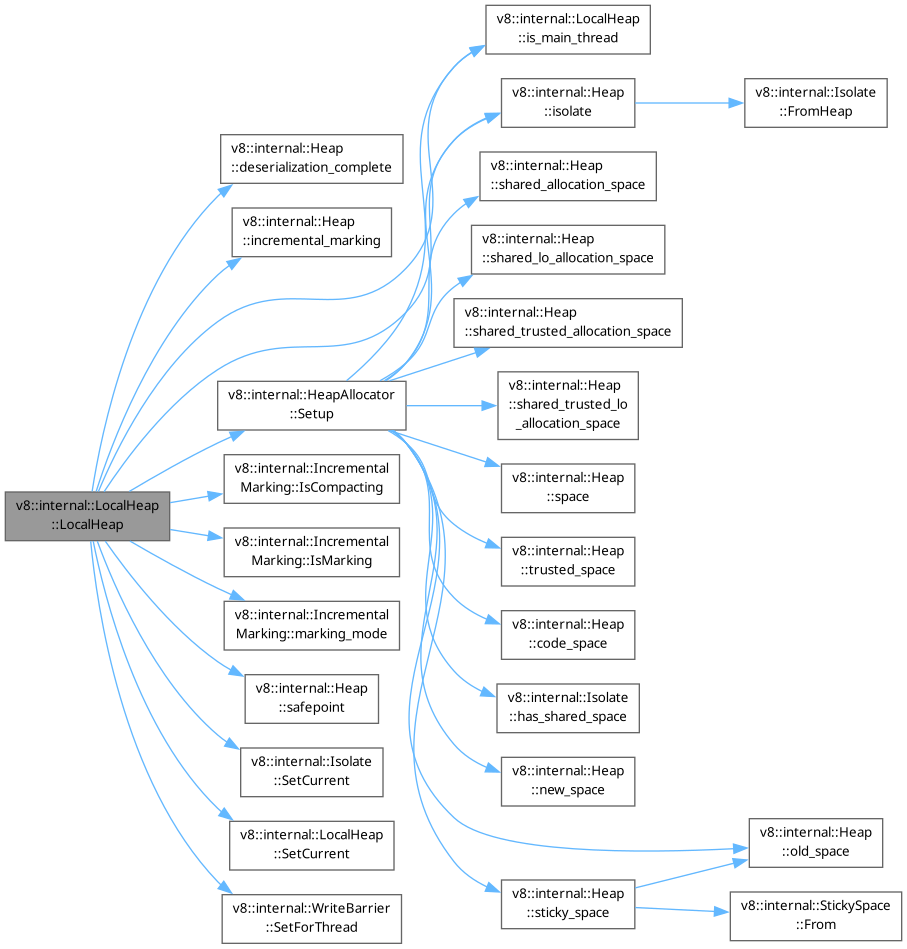 v8::internal::LocalHeap
::LocalHeap
v8::internal::Heap
::deserialization_complete
v8::internal::Heap
::incremental_marking
v8::internal::HeapAllocator
::Setup
v8::internal::Incremental
Marking::IsCompacting
v8::internal::Incremental
Marking::IsMarking
v8::internal::Incremental
Marking::marking_mode
v8::internal::Heap
::safepoint
v8::internal::Isolate
::SetCurrent
v8::internal::LocalHeap
::SetCurrent
v8::internal::WriteBarrier
::SetForThread
v8::internal::LocalHeap
::is_main_thread
v8::internal::Heap
::isolate
v8::internal::Heap
::shared_allocation_space
v8::internal::Heap
::shared_lo_allocation_space
v8::internal::Heap
::shared_trusted_allocation_space
v8::internal::Heap
::shared_trusted_lo
_allocation_space
v8::internal::Heap
::space
v8::internal::Heap
::trusted_space
v8::internal::Heap
::code_space
v8::internal::Isolate
::has_shared_space
v8::internal::Heap
::new_space
v8::internal::Heap
::sticky_space
v8::internal::Isolate
::FromHeap
v8::internal::Heap
::old_space
v8::internal::StickySpace
::From